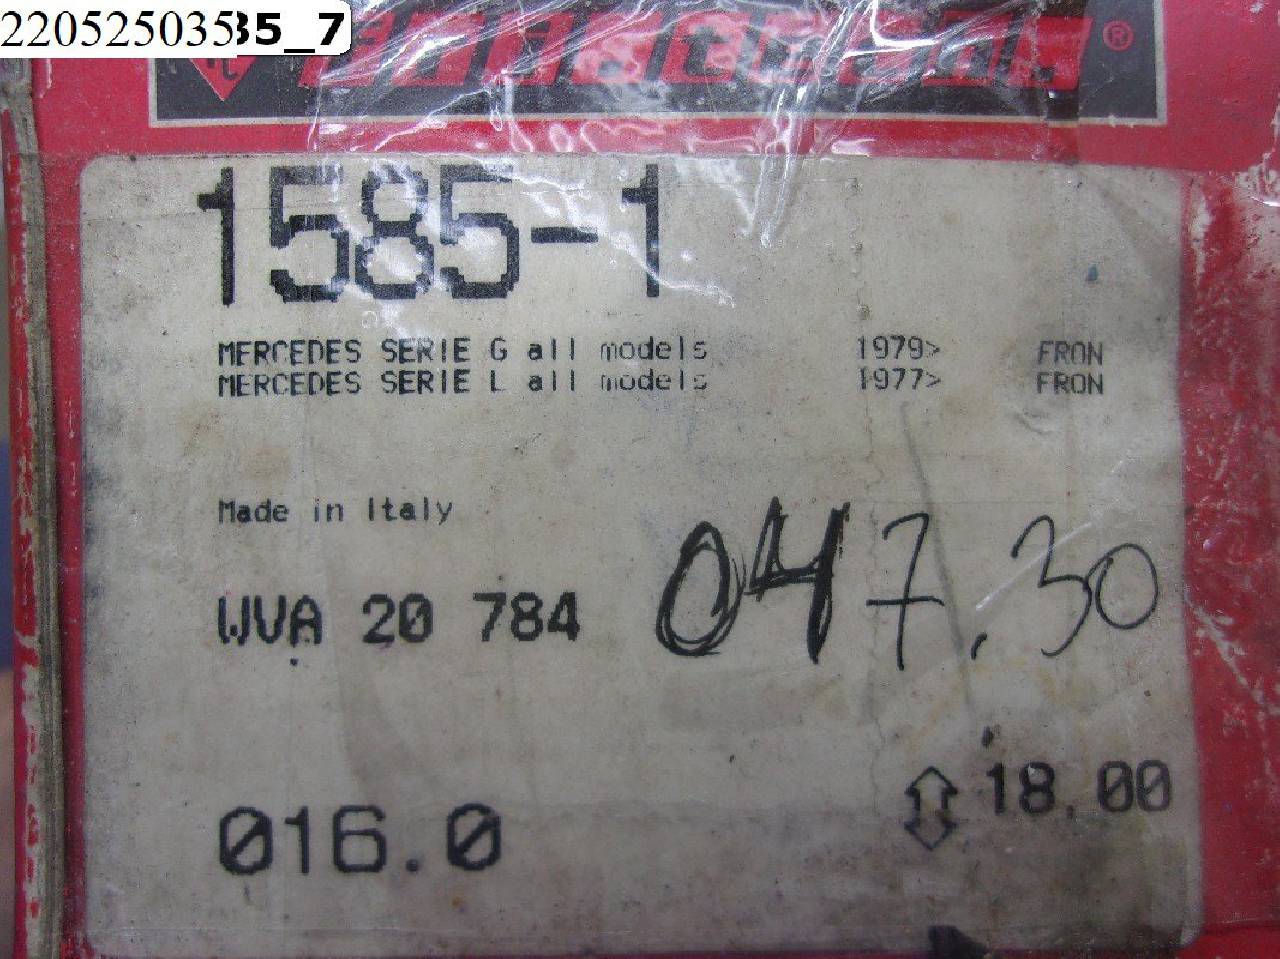 22052503535_7
®
1585-1
MERCEDES SERIE G all models 1979> FRON
MERCEDES SERIE L all models 1977> FRON
Made in Italy
047.30
WVA 20 784
18,00
016.0